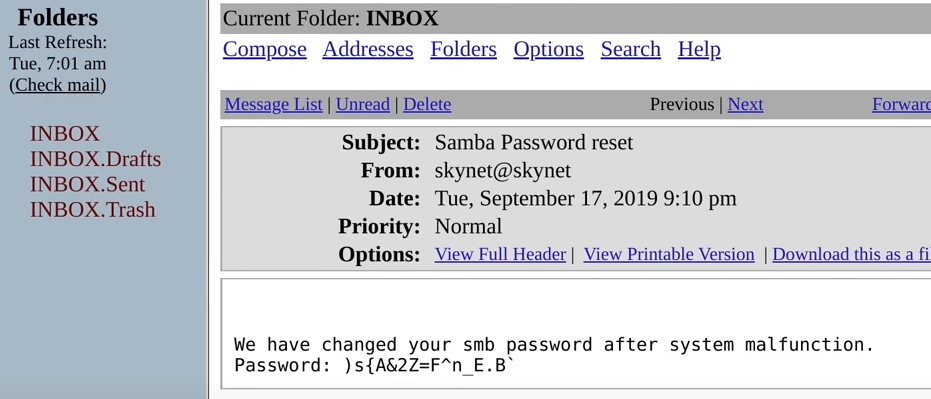 Folders
Last Refresh:
Tue, 7:01 am
(Check mail)
INBOX
INBOX.Drafts
INBOX.Sent
INBOX.Trash
Current Folder: INBOX
Compose Addresses Folders Options Search Help
Message List | Unread | Delete Previous | Next Forward
Subject: Samba Password reset
From: skynet@skynet
Date: Tue, September 17, 2019 9:10 pm
Priority: Normal
Options: View Full Header | View Printable Version | Download this as a fil
We have changed your smb password after system malfunction.
Password: )s{A&2Z=F^n_E.B`